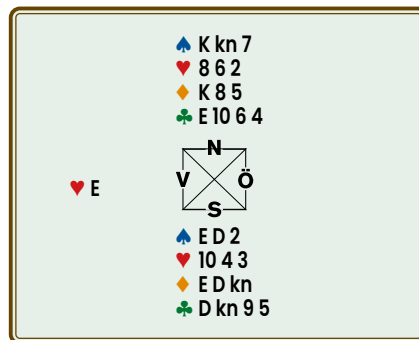 ♠ K kn 7
♥ 8 6 2
♦ K 8 5
♣ E 10 6 4
N
♥ E
V Ö
S
♠ E D 2
♥ 10 4 3
♦ E D kn
♣ D kn 9 5